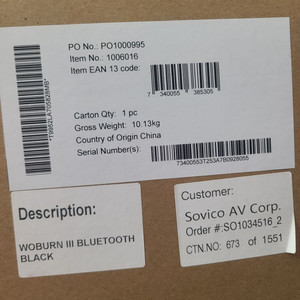 PO No.: PO1000995
Item No.: 1006016
Item EAN 13 code:
7 340055 385305
Carton Qty: 1 pc
Gross Weight: 10.13kg
Country of Origin China
Serial Number(s):
73400553T253A7B0928055
Description:
WOBURN III BLUETOOTH
BLACK
Customer:
Sovico AV Corp.
Order #:SO1034516_2
CTN.NO: 673 of 1551